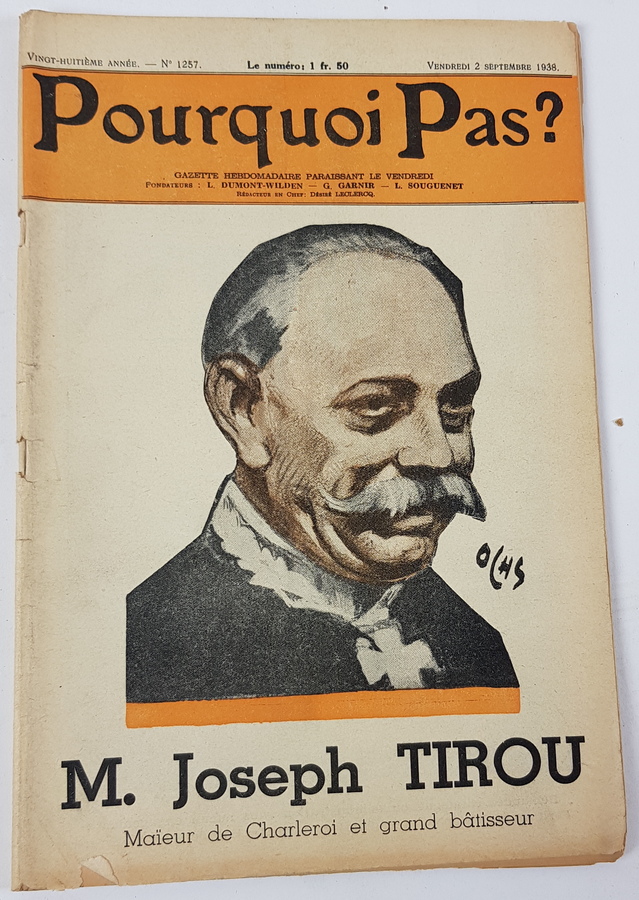 VINGT-HUITIÈME ANNÉE. — N° 1257. Le numéro: 1 fr. 50 VENDREDI 2 SEPTEMBRE 1938.
Pourquoi Pas?
GAZETTE HEBDOMADAIRE PARAISSANT LE VENDREDI
FONDATEURS : L. DUMONT-WILDEN — G. GARNIR — L. SOUGUENET
RÉDACTEUR EN CHEF: DÉSIRÉ LECLERCQ.
OCHS
M. Joseph TIROU
Maïeur de Charleroi et grand bâtisseur